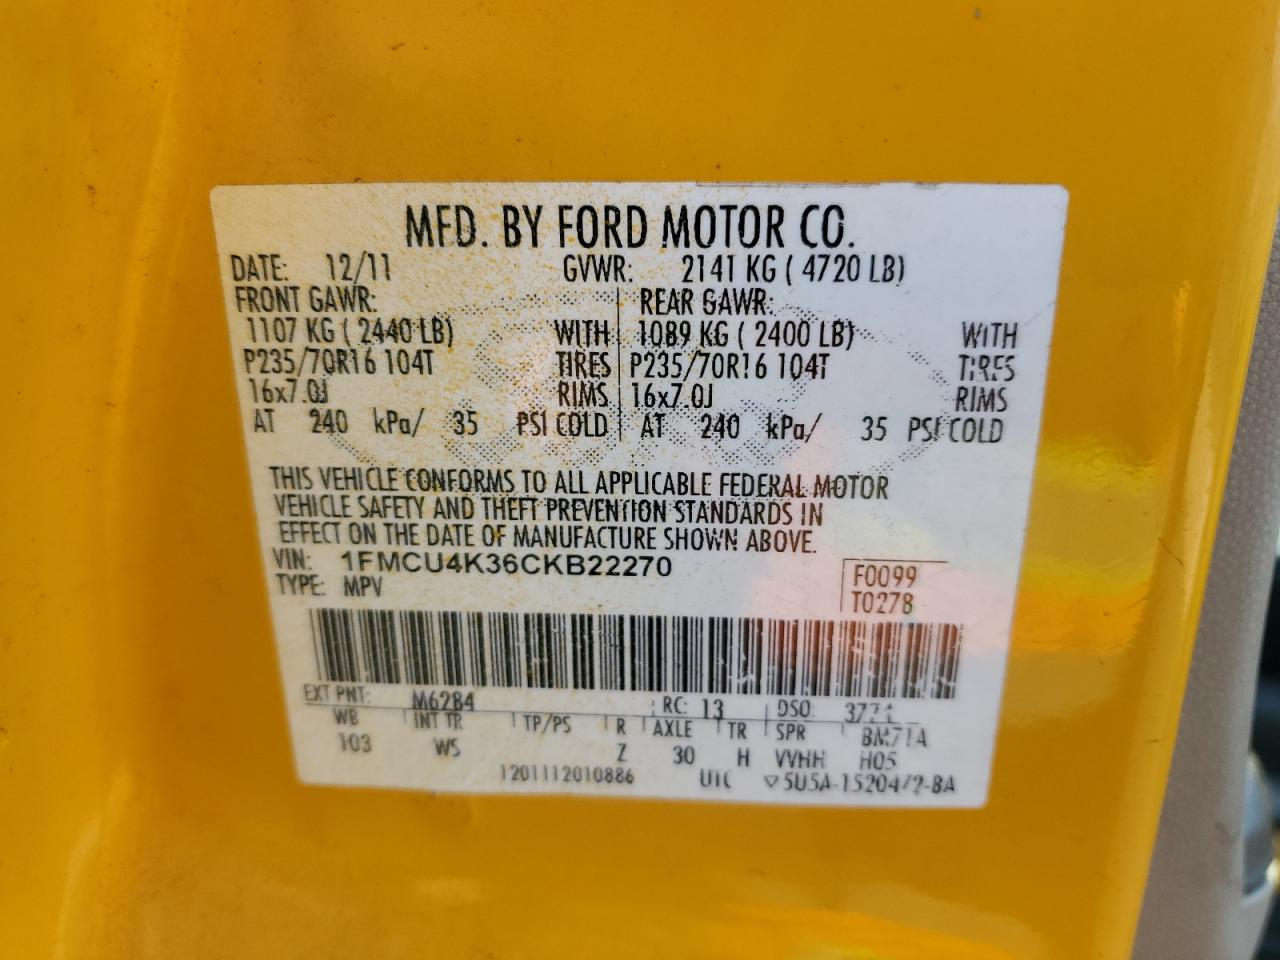 MFD. BY FORD MOTOR CO.
DATE: 12/11 GVWR: 2141 KG ( 4720 LB)
FRONT GAWR: REAR GAWR:
1107 KG ( 2440 LB) WITH 1089 KG ( 2400 LB) WITH
P235/70R16 104T TIRES P235/70R16 104T TIRES
16x7.0J RIMS 16x7.0J RIMS
AT 240 kPa/ 35 PSI COLD AT 240 kPa/ 35 PSI COLD
THIS VEHICLE CONFORMS TO ALL APPLICABLE FEDERAL MOTOR
VEHICLE SAFETY AND THEFT PREVENTION STANDARDS IN
EFFECT ON THE DATE OF MANUFACTURE SHOWN ABOVE.
VIN: 1FMCU4K36CKB22270
TYPE: MPV
F0099
T0278
EXT PNT: M6284 RC: 13 DSO:
WB INT TR TP/PS R AXLE TR SPR BM71A
103 WS Z 30 H VVHH H05
1201112010886 UTC ▽5U5A-1520472-BA